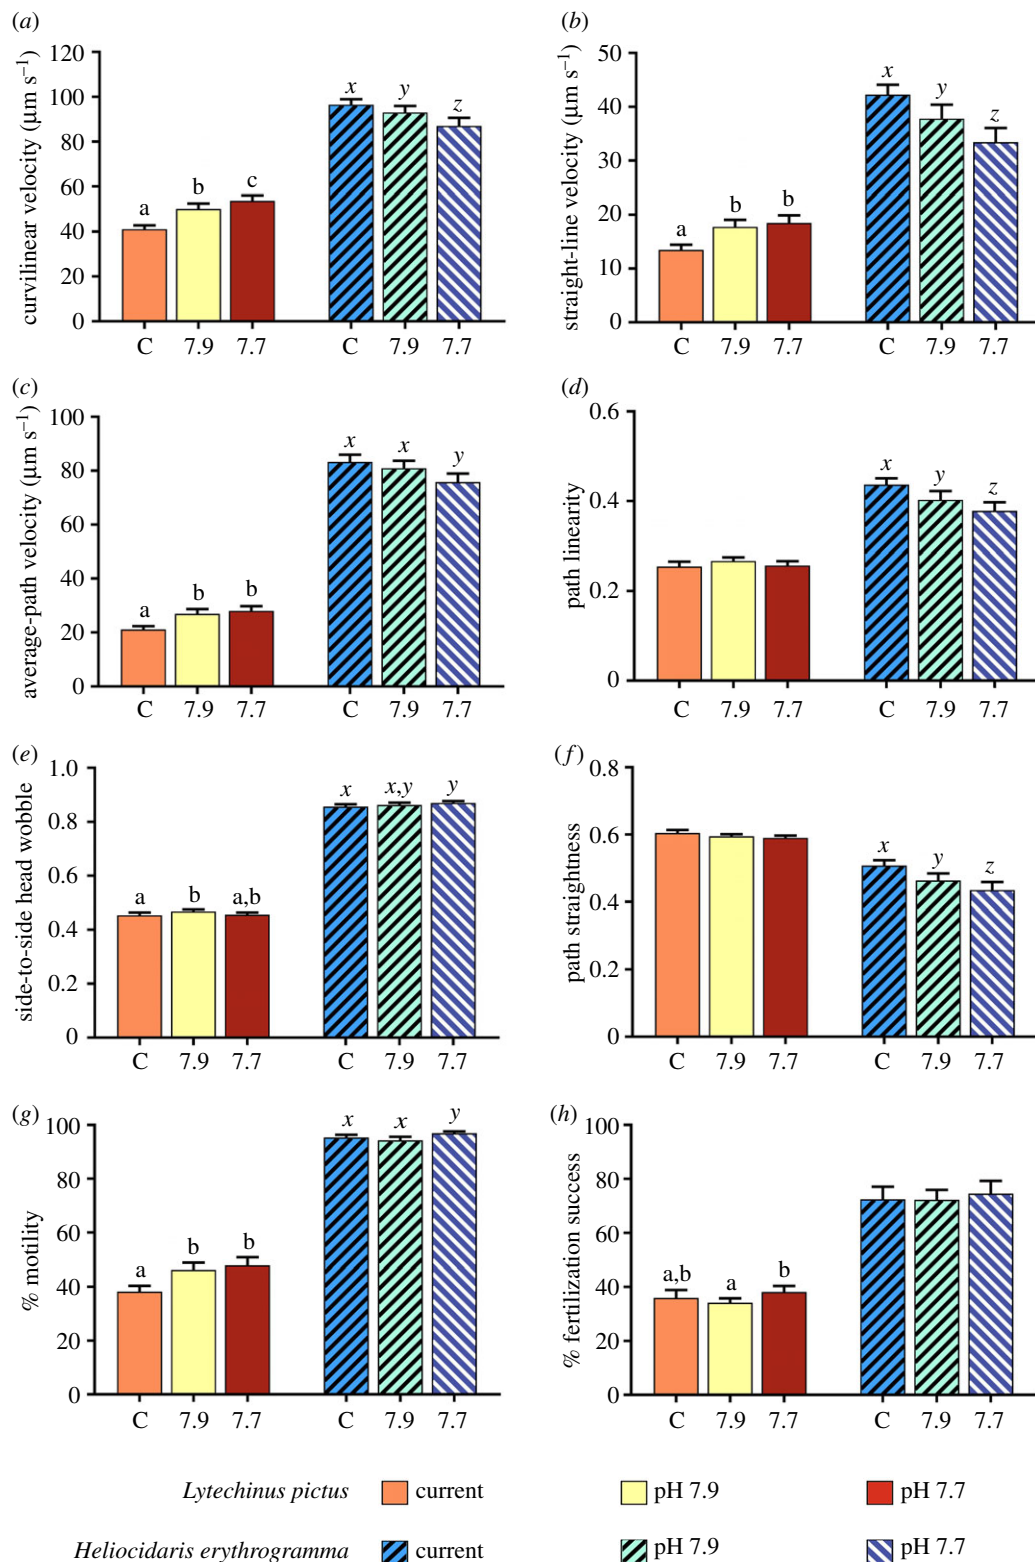 (a)
curvilinear velocity (µm s−1)
120
100
80
60
40
20
0
a
b
c
x
y
z
C 7.9 7.7 C 7.9 7.7
(b)
straight-line velocity (µm s−1)
50
40
30
20
10
0
a
b
b
x
y
z
C 7.9 7.7 C 7.9 7.7
(c)
average-path velocity (µm s−1)
100
80
60
40
20
0
a
b
b
x
x
y
C 7.9 7.7 C 7.9 7.7
(d)
path linearity
0.6
0.4
0.2
0
x
y
z
C 7.9 7.7 C 7.9 7.7
(e)
side-to-side head wobble
1.0
0.8
0.6
0.4
0.2
0
a
b
a,b
x
x,y
y
C 7.9 7.7 C 7.9 7.7
(f)
path straightness
0.8
0.6
0.4
0.2
0
x
y
z
C 7.9 7.7 C 7.9 7.7
(g)
% motility
100
80
60
40
20
0
a
b
b
x
x
y
C 7.9 7.7 C 7.9 7.7
(h)
% fertilization success
100
80
60
40
20
0
a,b
a
b
C 7.9 7.7 C 7.9 7.7
Lytechinus pictus current pH 7.9 pH 7.7
Heliocidaris erythrogramma current pH 7.9 pH 7.7